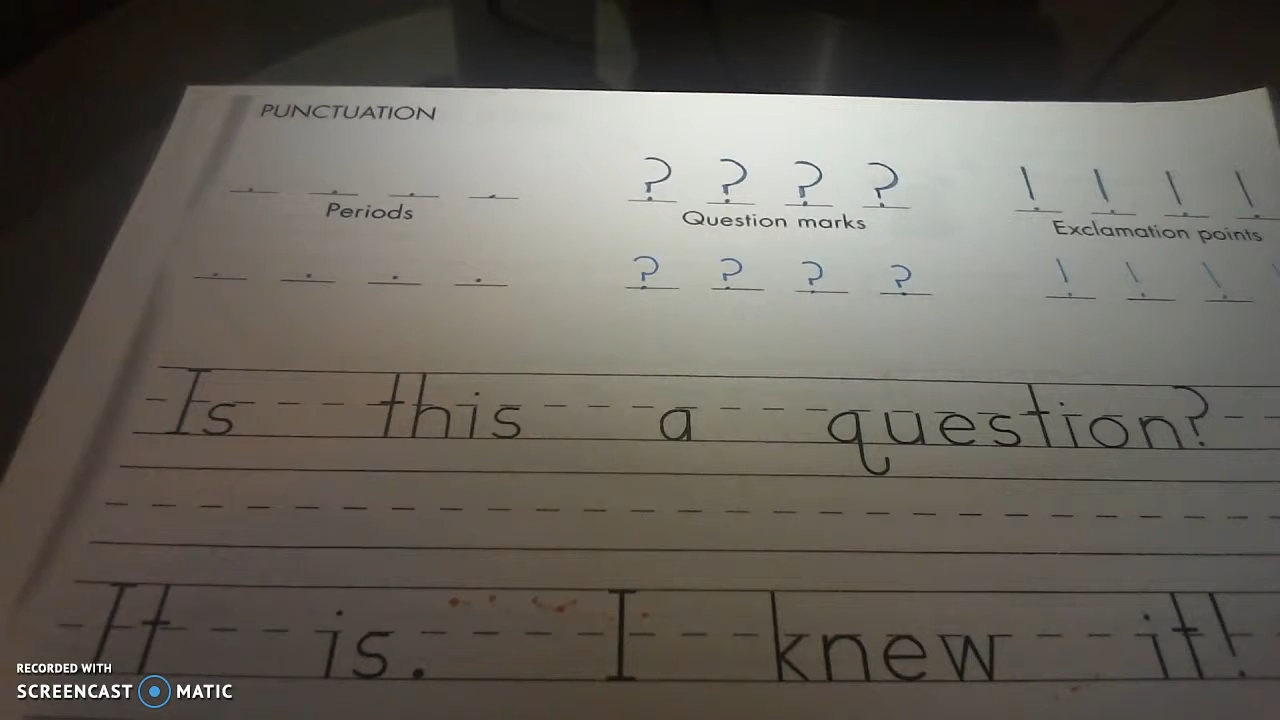 PUNCTUATION
. . . . ? ? ? ? ! ! ! !
Periods Question marks Exclamation points
. . . . ? ? ? ? ! ! !
Is this a question?
It is. I knew it!
RECORDED WITH
SCREENCAST MATIC